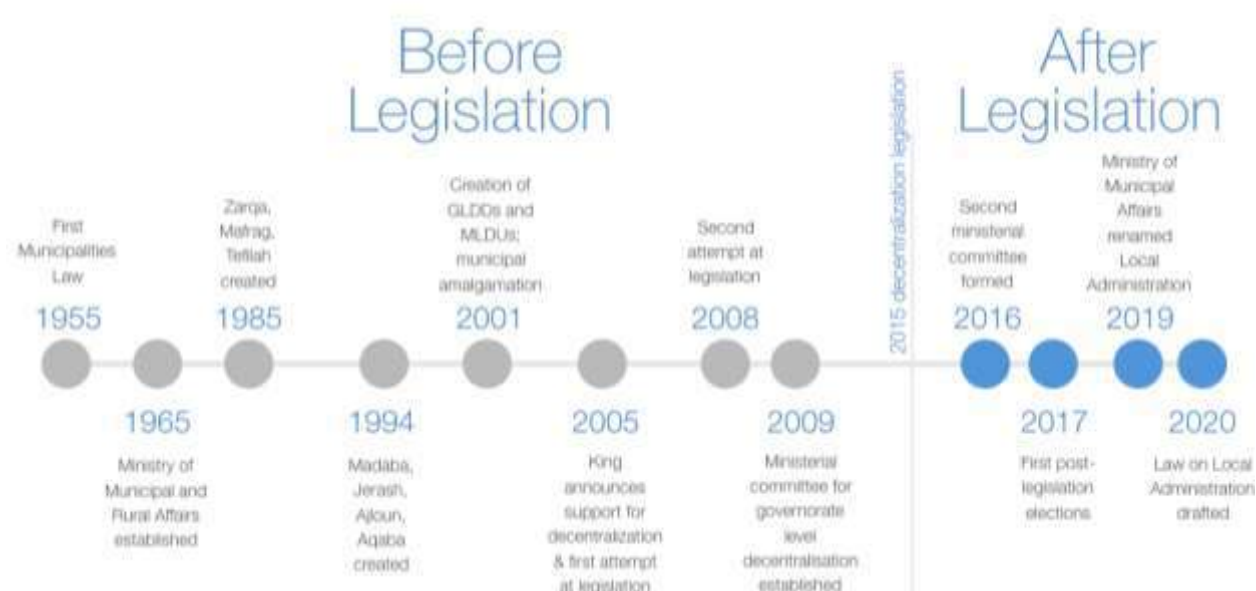 Before
Legislation
After
Legislation
2015 decentralization legislation
First
Municipalities
Law
1955
1965
Ministry of
Municipal and
Rural Affairs
established
Zarqa,
Mafraq,
Tefilah
created
1985
1994
Madaba,
Jerash,
Ajloun,
Aqaba
created
Creation of
GLDDs and
MLDUs;
municipal
amalgamation
2001
2005
King
announces
support for
decentralization
& first attempt
at legislation
Second
attempt at
legislation
2008
2009
Ministerial
committee for
governorate
level
decentralisation
established
Second
ministerial
committee
formed
2016
2017
First post-
legislation
elections
Ministry of
Municipal
Affairs
renamed
Local
Administration
2019
2020
Law on Local
Administration
drafted